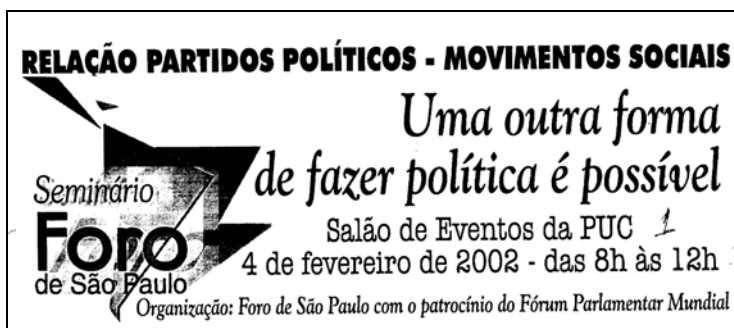 RELAÇÃO PARTIDOS POLÍTICOS - MOVIMENTOS SOCIAIS
Uma outra forma
de fazer política é possível
Seminário
Foro
de São Paulo
Salão de Eventos da PUC 1
4 de fevereiro de 2002 - das 8h às 12h
Organização: Foro de São Paulo com o patrocínio do Fórum Parlamentar Mundial